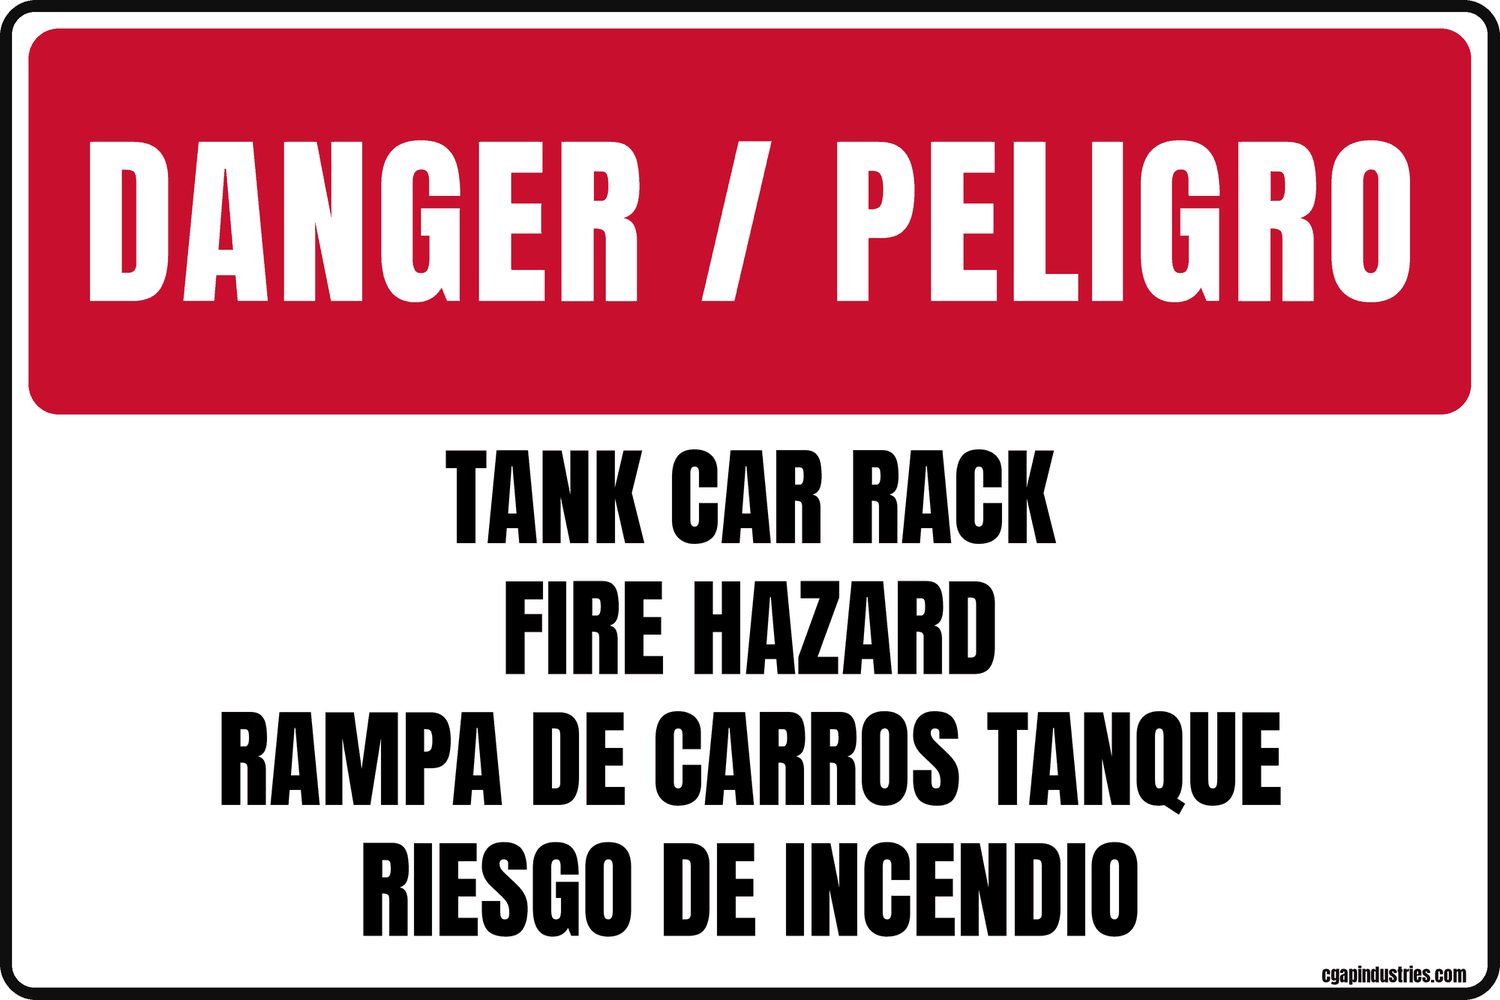 DANGER / PELIGRO
TANK CAR RACK
FIRE HAZARD
RAMPA DE CARROS TANQUE
RIESGO DE INCENDIO
cgapindustries.com